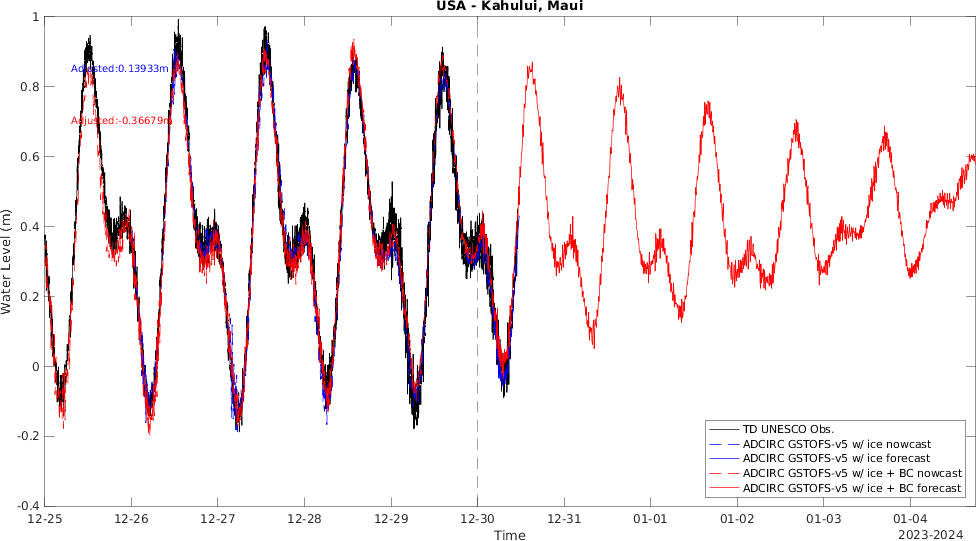 USA - Kahului, Maui
1
0.8
0.6
0.4
0.2
0
-0.2
-0.4
Water Level (m)
Adjusted:0.13933m
Adjusted:-0.36679m
TD UNESCO Obs.
ADCIRC GSTOFS-v5 w/ ice nowcast
ADCIRC GSTOFS-v5 w/ ice forecast
ADCIRC GSTOFS-v5 w/ ice + BC nowcast
ADCIRC GSTOFS-v5 w/ ice + BC forecast
12-25 12-26 12-27 12-28 12-29 12-30 12-31 01-01 01-02 01-03 01-04
Time
2023-2024